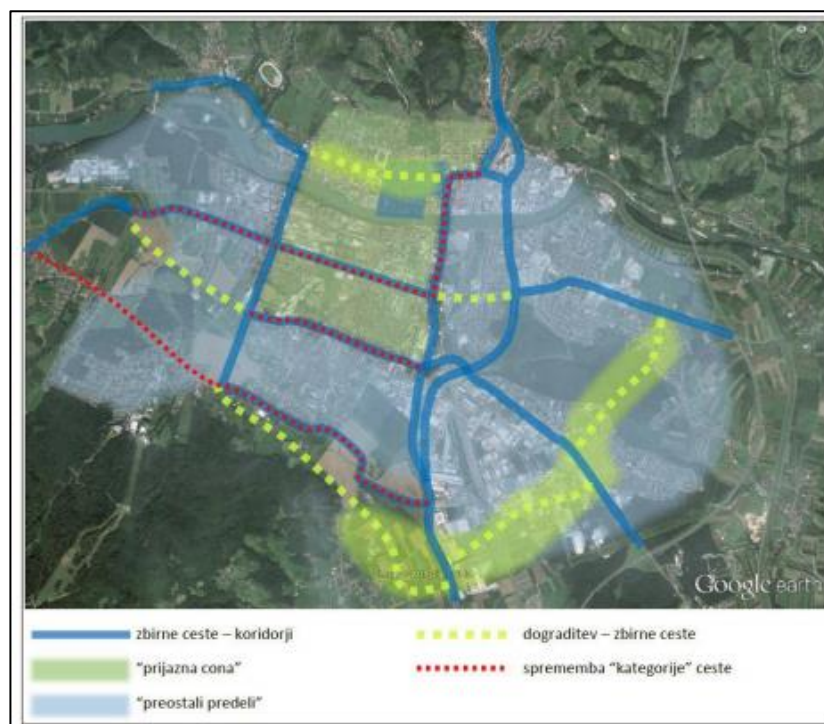 Google earth
zbirne ceste – koridorji
dograditev – zbirne ceste
"prijazna cona"
sprememba "kategorije" ceste
"preostali predeli"